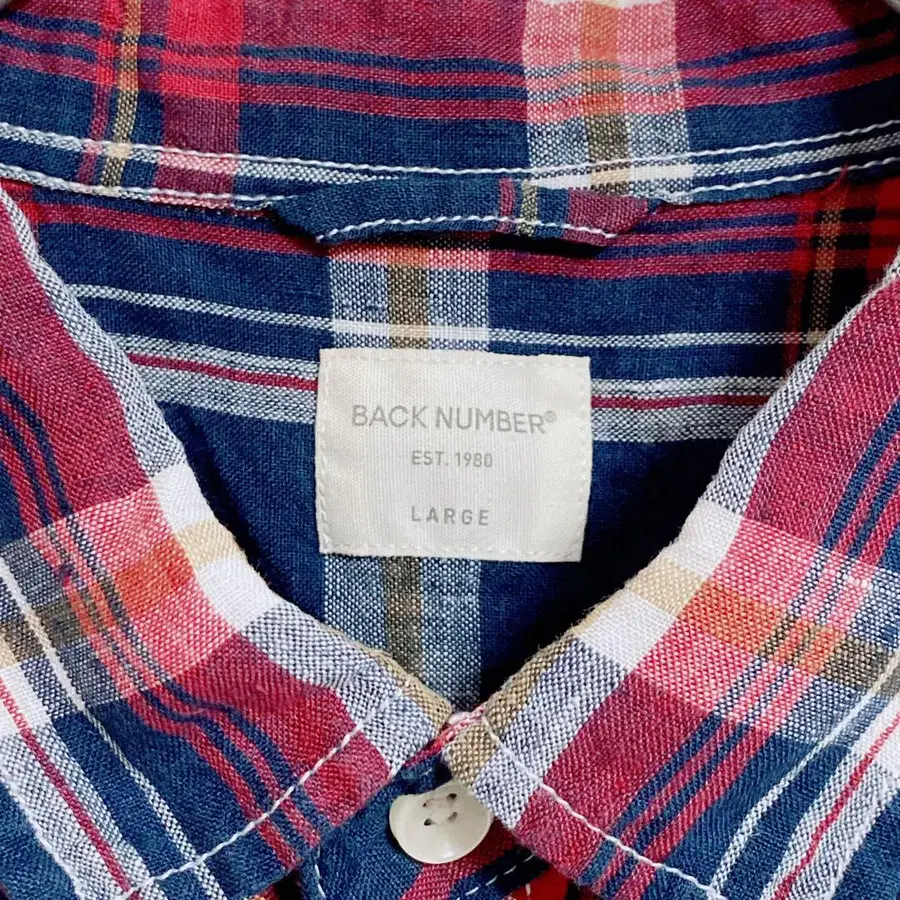 BACK NUMBER®
EST. 1980
LARGE